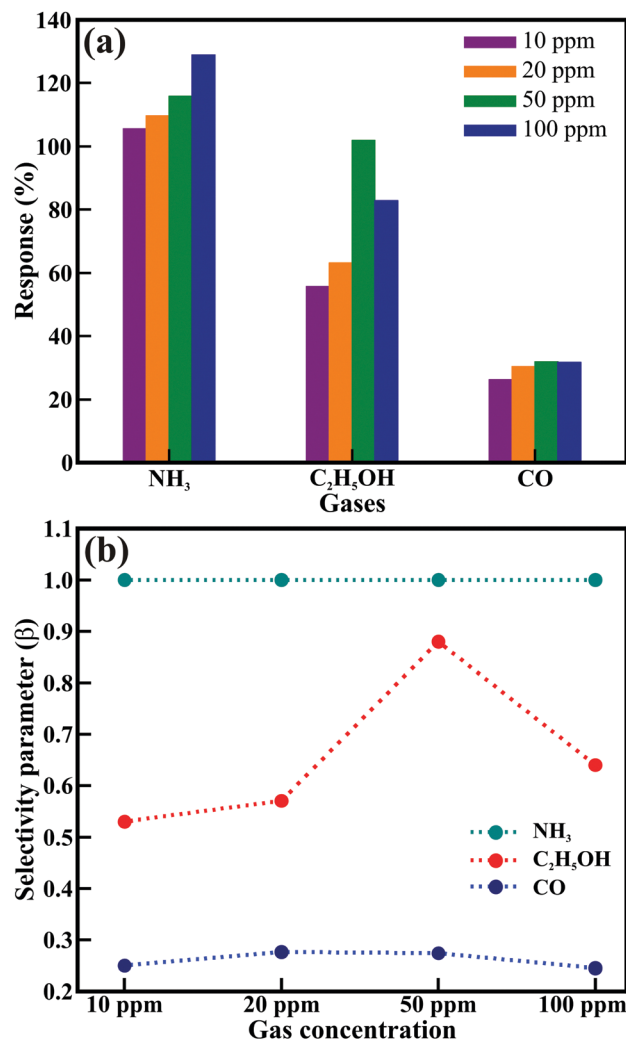 (a)
140
120
100
80
60
40
20
0
Response (%)
10 ppm
20 ppm
50 ppm
100 ppm
NH₃ C₂H₅OH CO
Gases
(b)
1.1
1.0
0.9
0.8
0.7
0.6
0.5
0.4
0.3
0.2
Selectivity parameter (β)
NH₃
C₂H₅OH
CO
10 ppm 20 ppm 50 ppm 100 ppm
Gas concentration